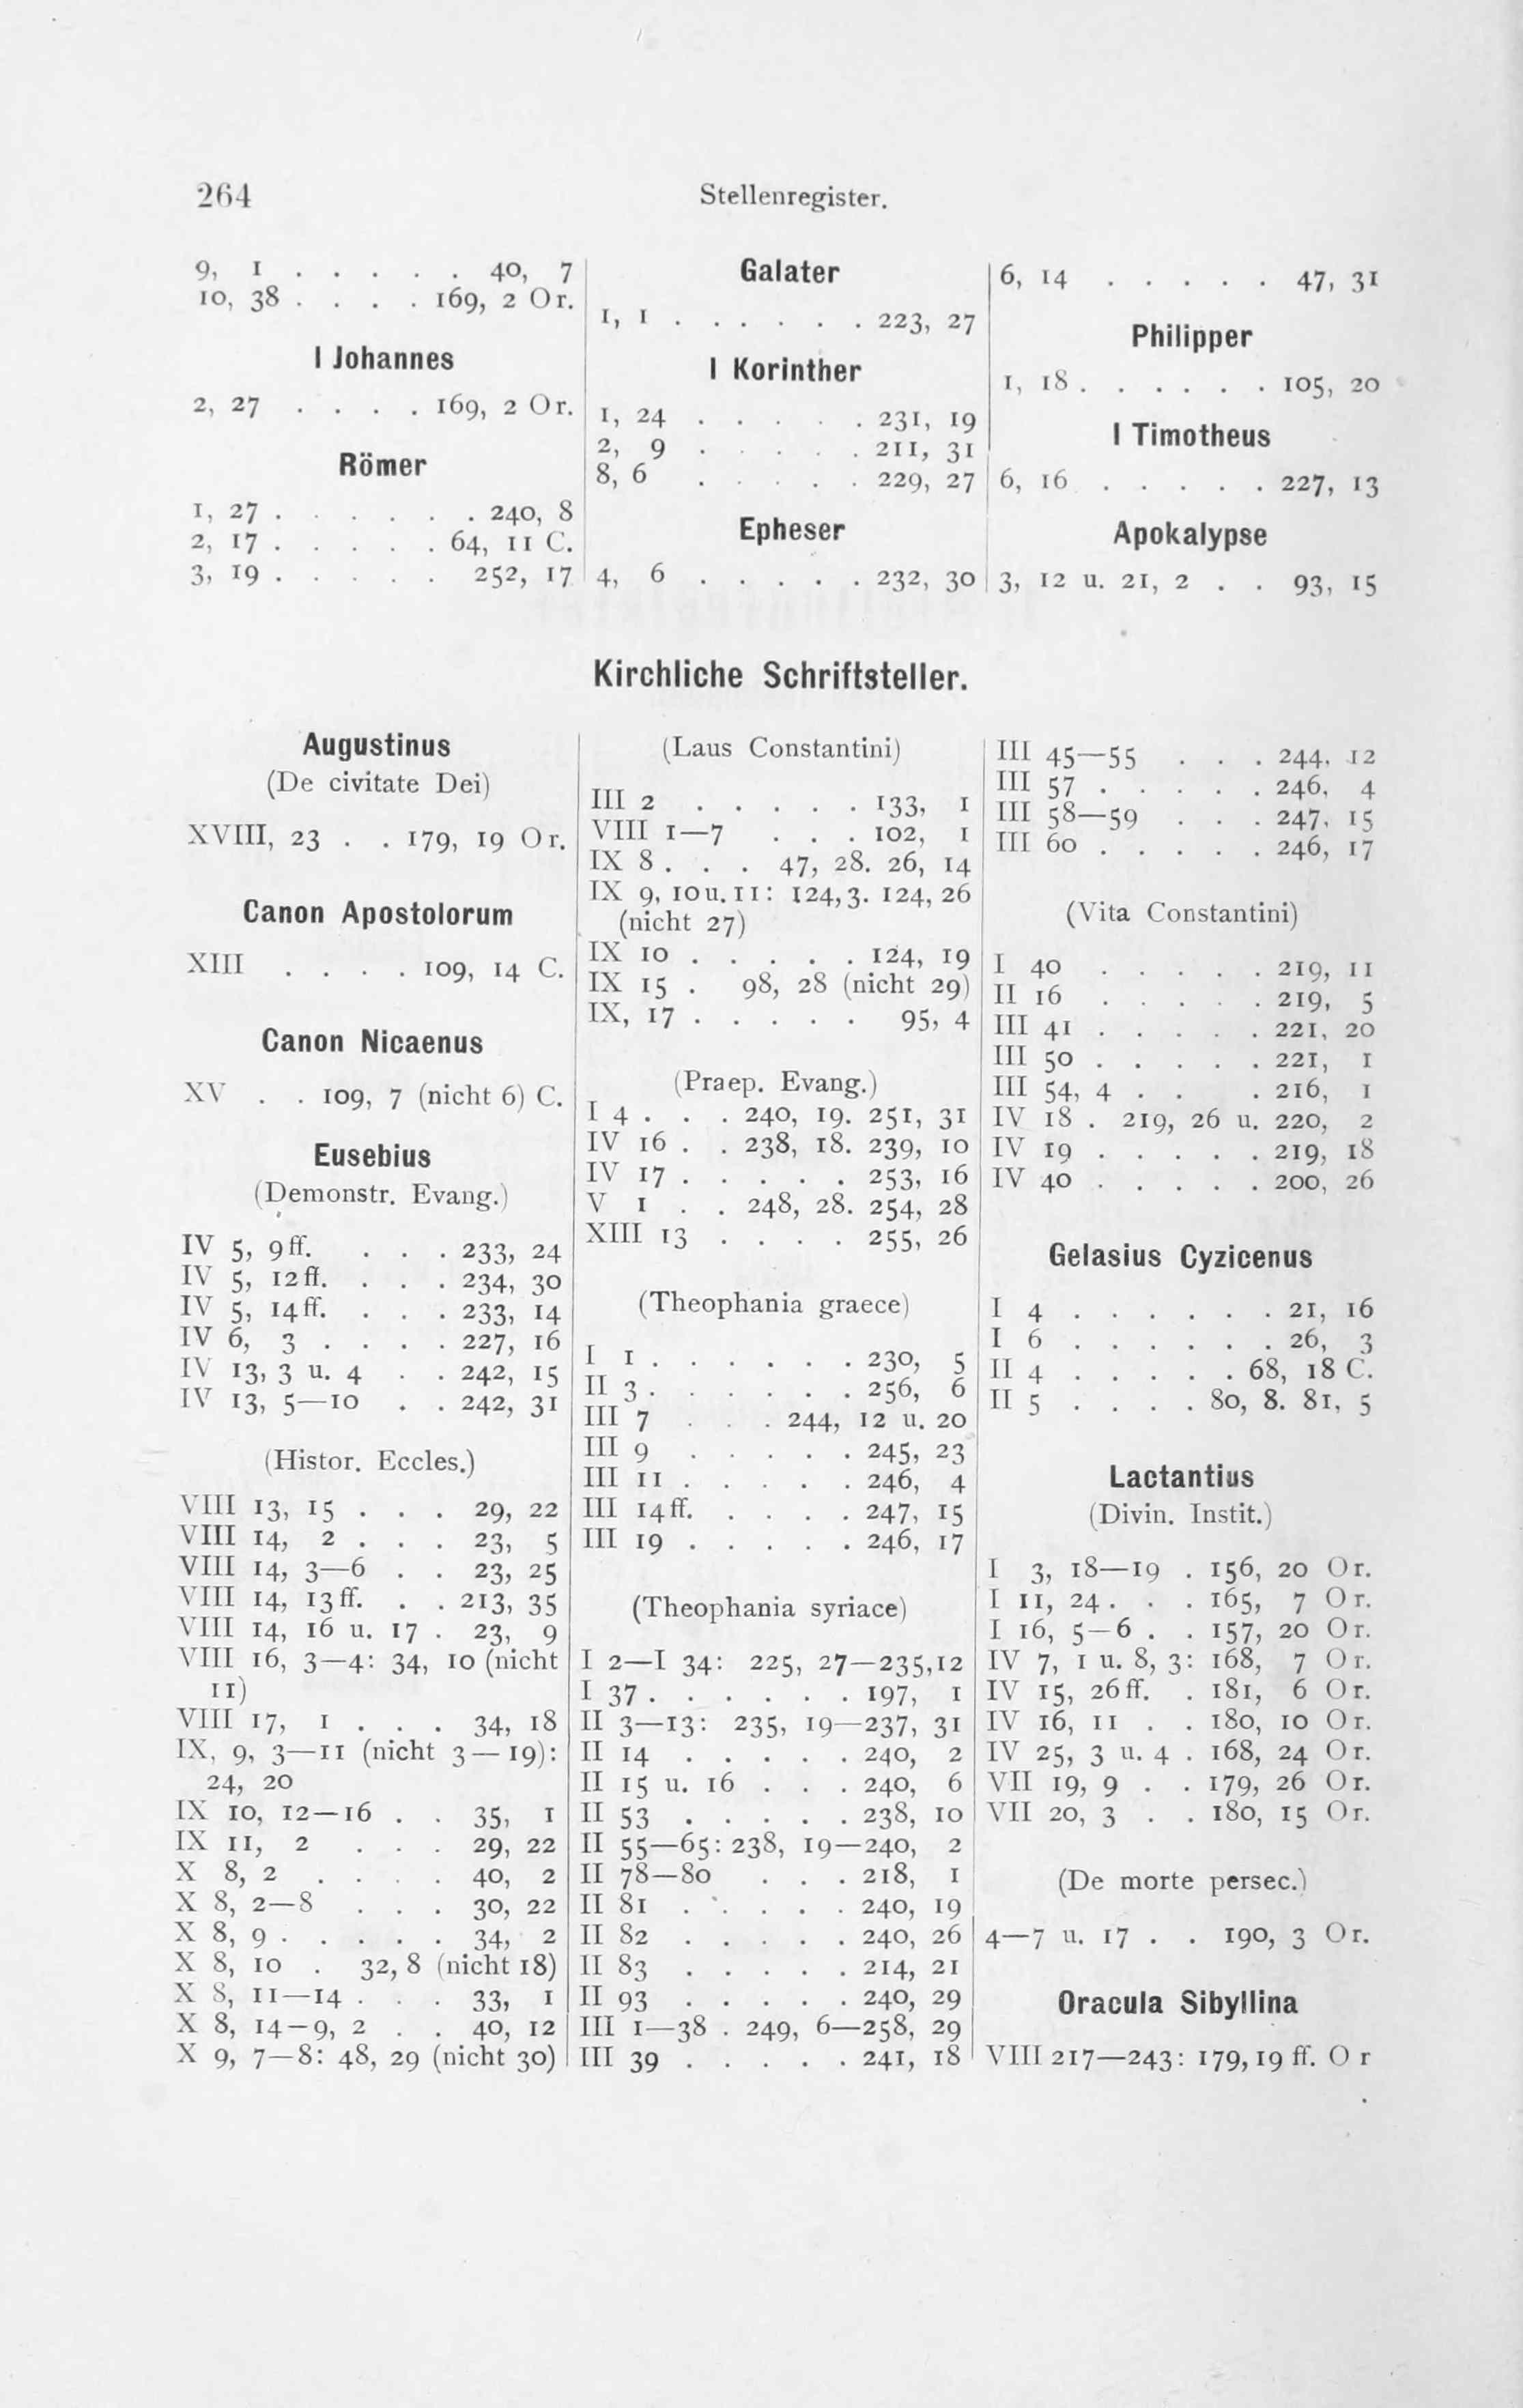 264
Stellenregister.
9, 1 . . . . . 40, 7
10, 38 . . . . 169, 2 Or.
I Johannes
2, 27 . . . . 169, 2 Or.
Römer
1, 27 . . . . . . 240, 8
2, 17 . . . . . 64, 11 C.
3, 19 . . . . . 252, 17
Galater
1, 1 . . . . . . 223, 27
I Korinther
1, 24 . . . . . 231, 19
2, 9 . . . . . 211, 31
8, 6 . . . . . 229, 27
Epheser
4, 6 . . . . . 232, 30
6, 14 . . . . . 47, 31
Philipper
1, 18 . . . . . . 105, 20
I Timotheus
6, 16 . . . . . 227, 13
Apokalypse
3, 12 u. 21, 2 . . 93, 15
Kirchliche Schriftsteller.
Augustinus
(De civitate Dei)
XVIII, 23 . . 179, 19 Or.
Canon Apostolorum
XIII . . . . 109, 14 C.
Canon Nicaenus
XV . . 109, 7 (nicht 6) C.
Eusebius
(Demonstr. Evang.)
IV 5, 9ff. . . . 233, 24
IV 5, 12ff. . . . 234, 30
IV 5, 14ff. . . . 233, 14
IV 6, 3 . . . . 227, 16
IV 13, 3 u. 4 . . 242, 15
IV 13, 5—10 . . 242, 31
(Histor. Eccles.)
VIII 13, 15 . . . 29, 22
VIII 14, 2 . . . 23, 5
VIII 14, 3—6 . . 23, 25
VIII 14, 13ff. . . 213, 35
VIII 14, 16 u. 17 . 23, 9
VIII 16, 3—4: 34, 10 (nicht
11)
VIII 17, 1 . . . 34, 18
IX, 9, 3—11 (nicht 3—19):
24, 20
IX 10, 12—16 . . 35, 1
IX 11, 2 . . . 29, 22
X 8, 2 . . . . 40, 2
X 8, 2—8 . . . 30, 22
X 8, 9 . . . . . 34, 2
X 8, 10 . 32, 8 (nicht 18)
X 8, 11—14 . . . 33, 1
X 8, 14—9, 2 . . 40, 12
X 9, 7—8: 48, 29 (nicht 30)
(Laus Constantini)
III 2 . . . . . 133, 1
VIII 1—7 . . . 102, 1
IX 8 . . . 47, 28. 26, 14
IX 9, 10 u. 11: 124, 3. 124, 26
(nicht 27)
IX 10 . . . . . 124, 19
IX 15 . 98, 28 (nicht 29)
IX, 17 . . . . . 95, 4
(Praep. Evang.)
I 4 . . . 240, 19. 251, 31
IV 16 . . 238, 18. 239, 10
IV 17 . . . . . 253, 16
V 1 . . 248, 28. 254, 28
XIII 13 . . . . 255, 26
(Theophania graece)
I 1 . . . . . . 230, 5
II 3 . . . . . . 256, 6
III 7 . . . 244, 12 u. 20
III 9 . . . . . 245, 23
III 11 . . . . . 246, 4
III 14ff. . . . . 247, 15
III 19 . . . . . 246, 17
(Theophania syriace)
I 2—I 34: 225, 27—235, 12
I 37 . . . . . . 197, 1
II 3—13: 235, 19—237, 31
II 14 . . . . . 240, 2
II 15 u. 16 . . . 240, 6
II 53 . . . . . 238, 10
II 55—65: 238, 19—240, 2
II 78—80 . . . 218, 1
II 81 . . . . . 240, 19
II 82 . . . . . 240, 26
II 83 . . . . . 214, 21
II 93 . . . . . 240, 29
III 1—38 . 249, 6—258, 29
III 39 . . . . . 241, 18
III 45—55 . . . 244, 12
III 57 . . . . . 246, 4
III 58—59 . . . 247, 15
III 60 . . . . . 246, 17
(Vita Constantini)
I 40 . . . . . 219, 11
II 16 . . . . . 219, 5
III 41 . . . . . 221, 20
III 50 . . . . . 221, 1
III 54, 4 . . . 216, 1
IV 18 . 219, 26 u. 220, 2
IV 19 . . . . . 219, 18
IV 40 . . . . . 200, 26
Gelasius Cyzicenus
I 4 . . . . . . 21, 16
I 6 . . . . . . 26, 3
II 4 . . . . . 68, 18 C.
II 5 . . . . 80, 8. 81, 5
Lactantius
(Divin. Instit.)
I 3, 18—19 . 156, 20 Or.
I 11, 24 . . . 165, 7 Or.
I 16, 5—6 . . 157, 20 Or.
IV 7, 1 u. 8, 3: 168, 7 Or.
IV 15, 26ff. . 181, 6 Or.
IV 16, 11 . . 180, 10 Or.
IV 25, 3 u. 4 . 168, 24 Or.
VII 19, 9 . . 179, 26 Or.
VII 20, 3 . . 180, 15 Or.
(De morte persec.)
4—7 u. 17 . . 190, 3 Or.
Oracula Sibyllina
VIII 217—243: 179, 19 ff. Or